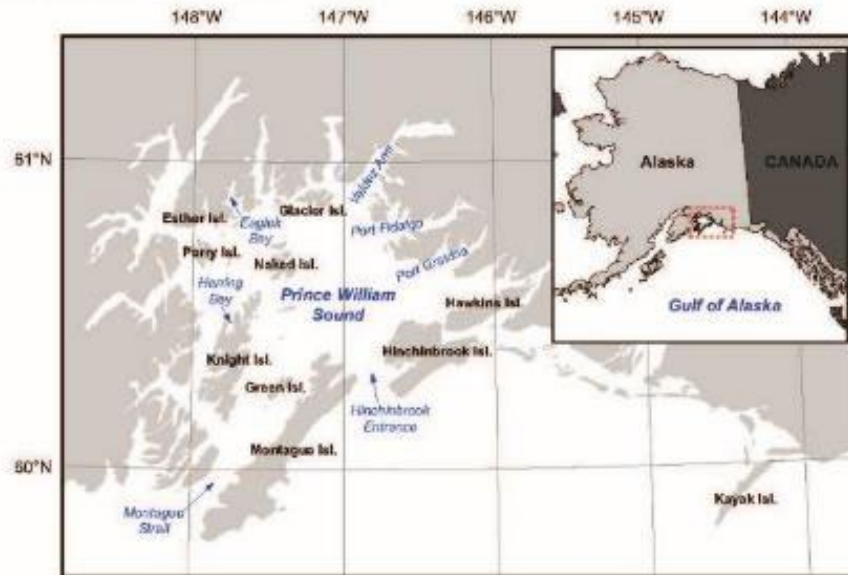 148°W 147°W 146°W 145°W 144°W
61°N
Alaska
CANADA
Gulf of Alaska
Valdez Arm
Esther Isl.
Glacier Isl.
Eaglek
Bay
Port Fidalgo
Perry Isl.
Naked Isl.
Port Gravina
Herring
Bay
Prince William
Sound
Hawkins Isl.
Knight Isl.
Hinchinbrook Isl.
Green Isl.
Hinchinbrook
Entrance
Montague Isl.
60°N
Kayak Isl.
Montague
Strait